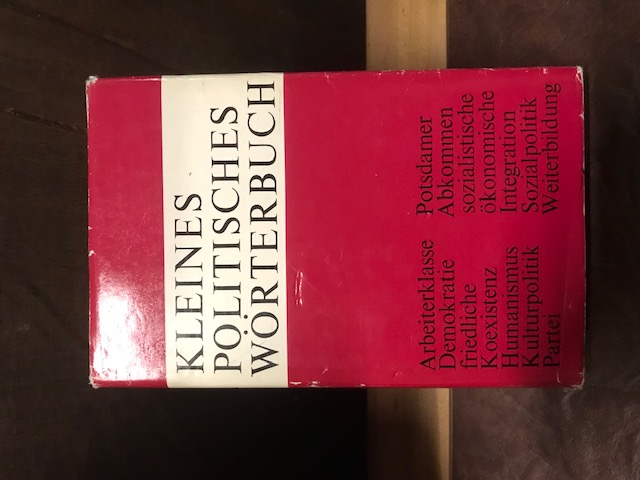 KLEINES
POLITISCHES
WÖRTERBUCH
Arbeiterklasse
Demokratie
friedliche
Koexistenz
Humanismus
Kulturpolitik
Partei
Potsdamer
Abkommen
sozialistische
ökonomische
Integration
Sozialpolitik
Weiterbildung